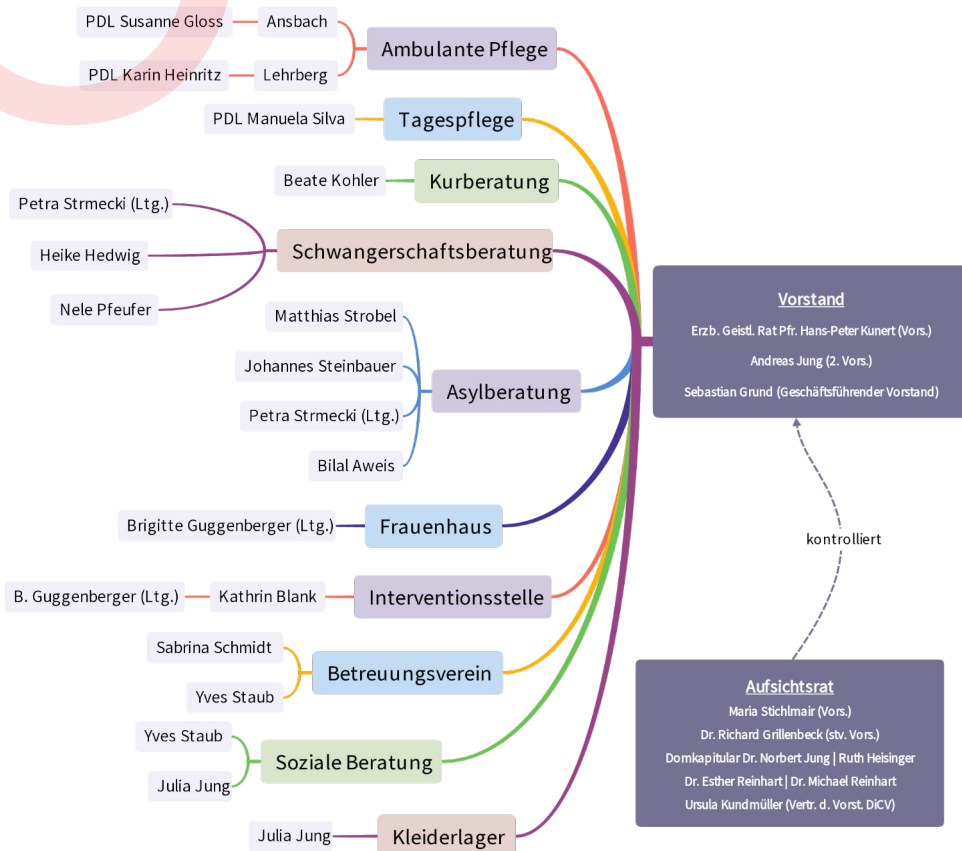 PDL Susanne Gloss
Ansbach
Ambulante Pflege
PDL Karin Heinritz
Lehrberg
PDL Manuela Silva
Tagespflege
Beate Kohler
Kurberatung
Petra Strmecki (Ltg.)
Heike Hedwig
Nele Pfeufer
Schwangerschaftsberatung
Matthias Strobel
Johannes Steinbauer
Petra Strmecki (Ltg.)
Bilal Aweis
Asylberatung
Brigitte Guggenberger (Ltg.)
Frauenhaus
B. Guggenberger (Ltg.)
Kathrin Blank
Interventionsstelle
Sabrina Schmidt
Yves Staub
Betreuungsverein
Yves Staub
Julia Jung
Soziale Beratung
Julia Jung
Kleiderlager
Vorstand
Erzb. Geistl. Rat Pfr. Hans-Peter Kunert (Vors.)
Andreas Jung (2. Vors.)
Sebastian Grund (Geschäftsführender Vorstand)
kontrolliert
Aufsichtsrat
Maria Stichlmair (Vors.)
Dr. Richard Grillenbeck (stv. Vors.)
Domkapitular Dr. Norbert Jung | Ruth Heisinger
Dr. Esther Reinhart | Dr. Michael Reinhart
Ursula Kundmüller (Vertr. d. Vorst. DiCV)